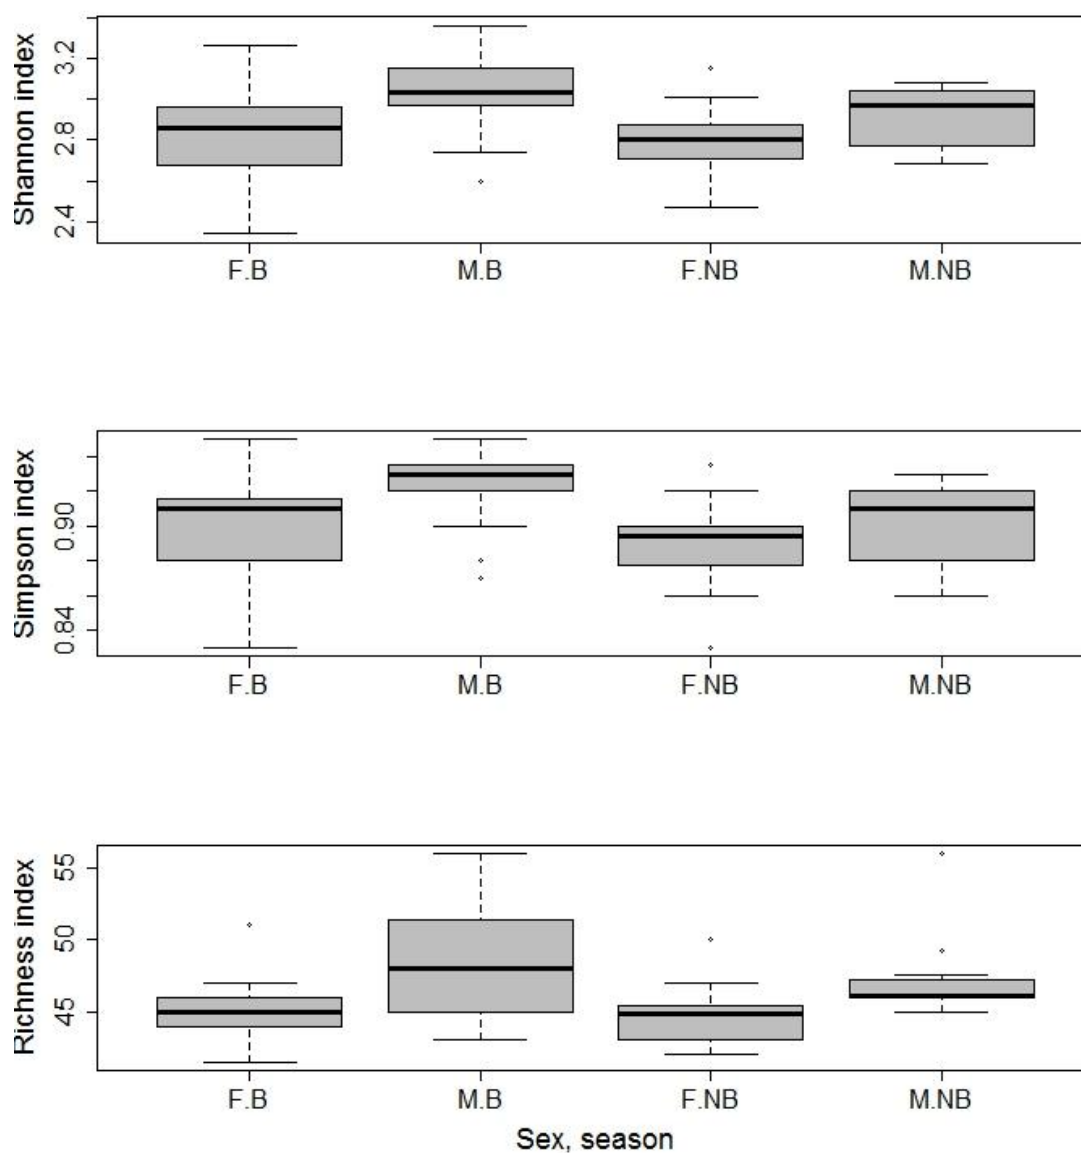 Shannon index
3.2
2.8
2.4
F.B M.B F.NB M.NB
Simpson index
0.90
0.84
F.B M.B F.NB M.NB
Richness index
55
50
45
F.B M.B F.NB M.NB
Sex, season